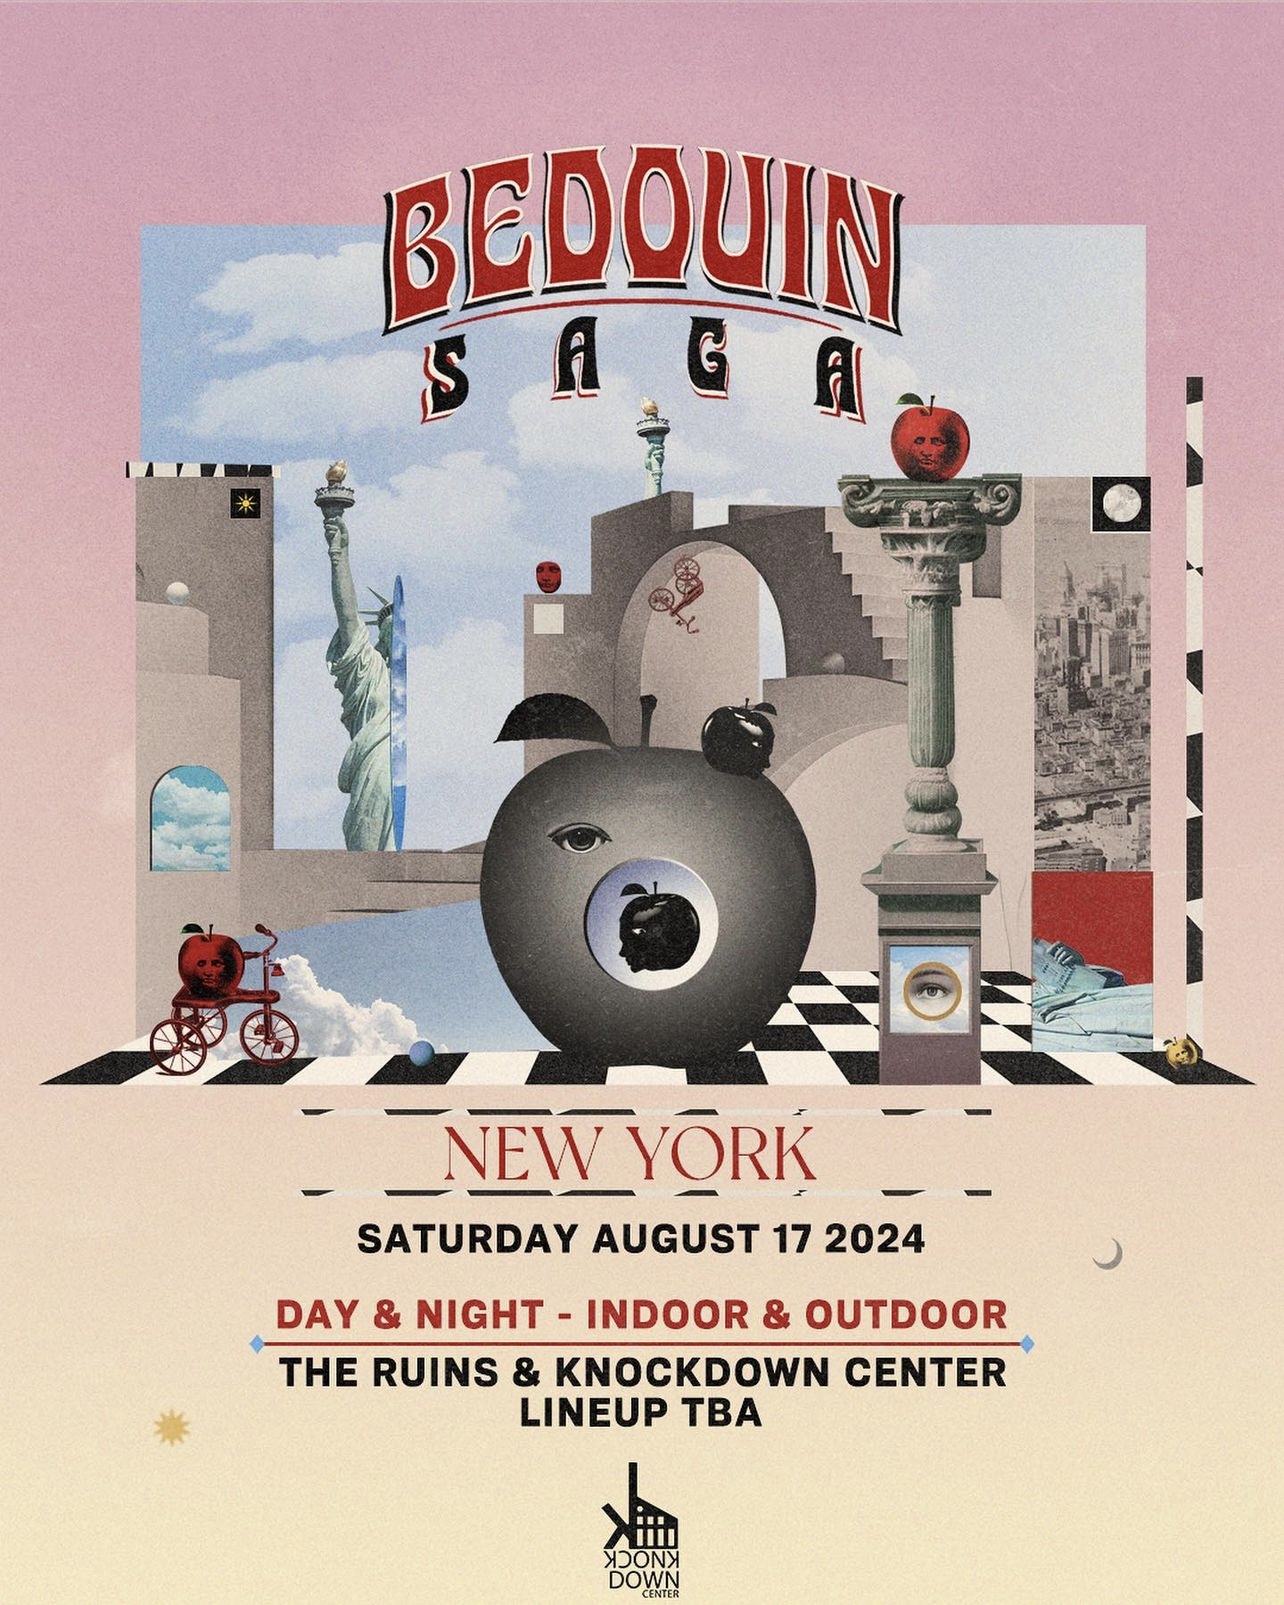 BEDOUIN
SAGA
NEW YORK
SATURDAY AUGUST 17 2024
DAY & NIGHT - INDOOR & OUTDOOR
THE RUINS & KNOCKDOWN CENTER
LINEUP TBA
KNOCK
DOWN
CENTER